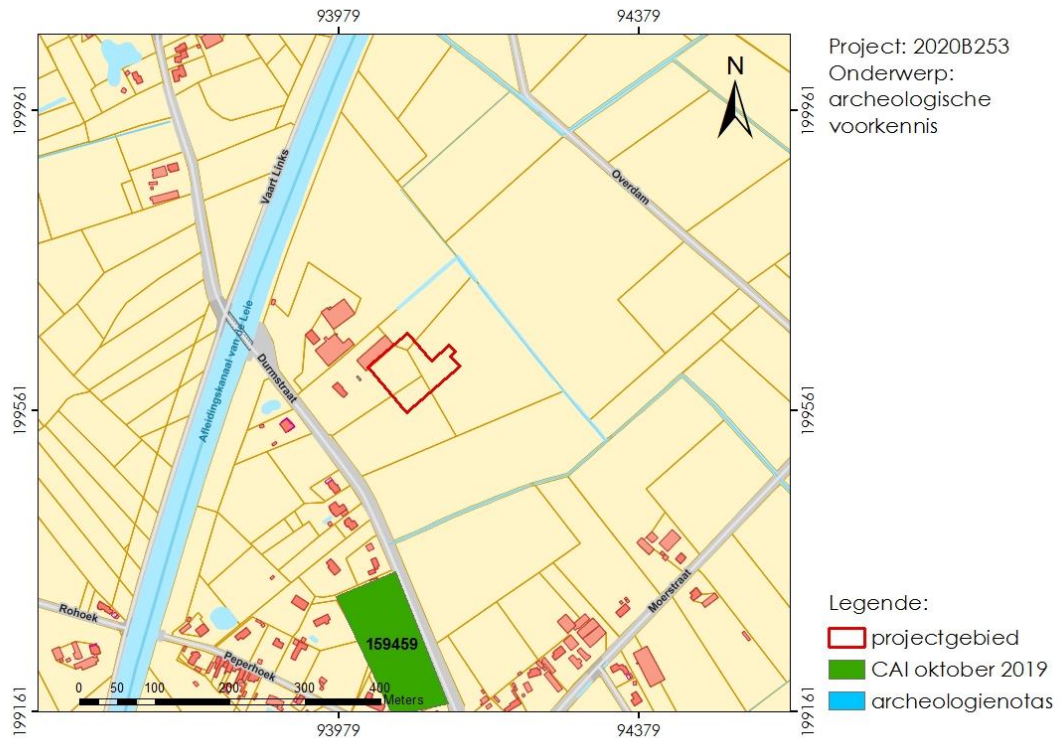 93979
94379
Project: 2020B253
Onderwerp:
archeologische
voorkennis
N
199961
199961
Vaart Links
Overdam
Afleidingskanaal van de Leie
Durmstraat
199561
199561
Moerstraat
Rohoek
Peperhoek
159459
0 50 100 200 300 400
Meters
199161
199161
93979
94379
Legende:
projectgebied
CAI oktober 2019
archeologienotas